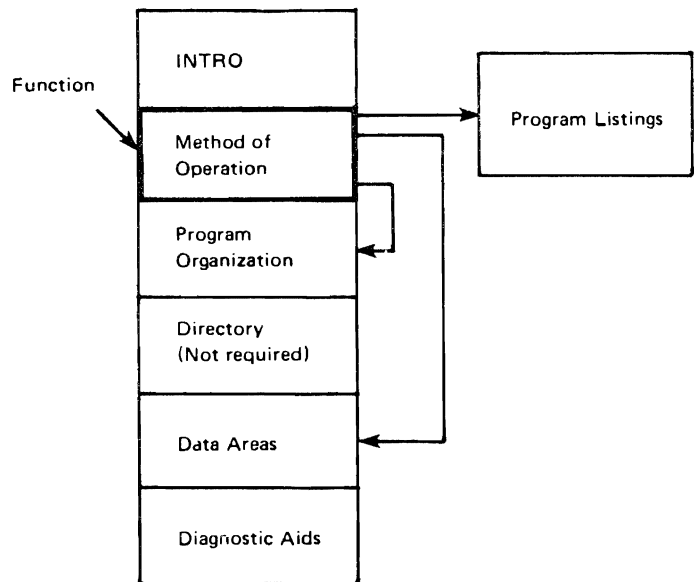 INTRO
Function
Program Listings
Method of
Operation
Program
Organization
Directory
(Not required)
Data Areas
Diagnostic Aids